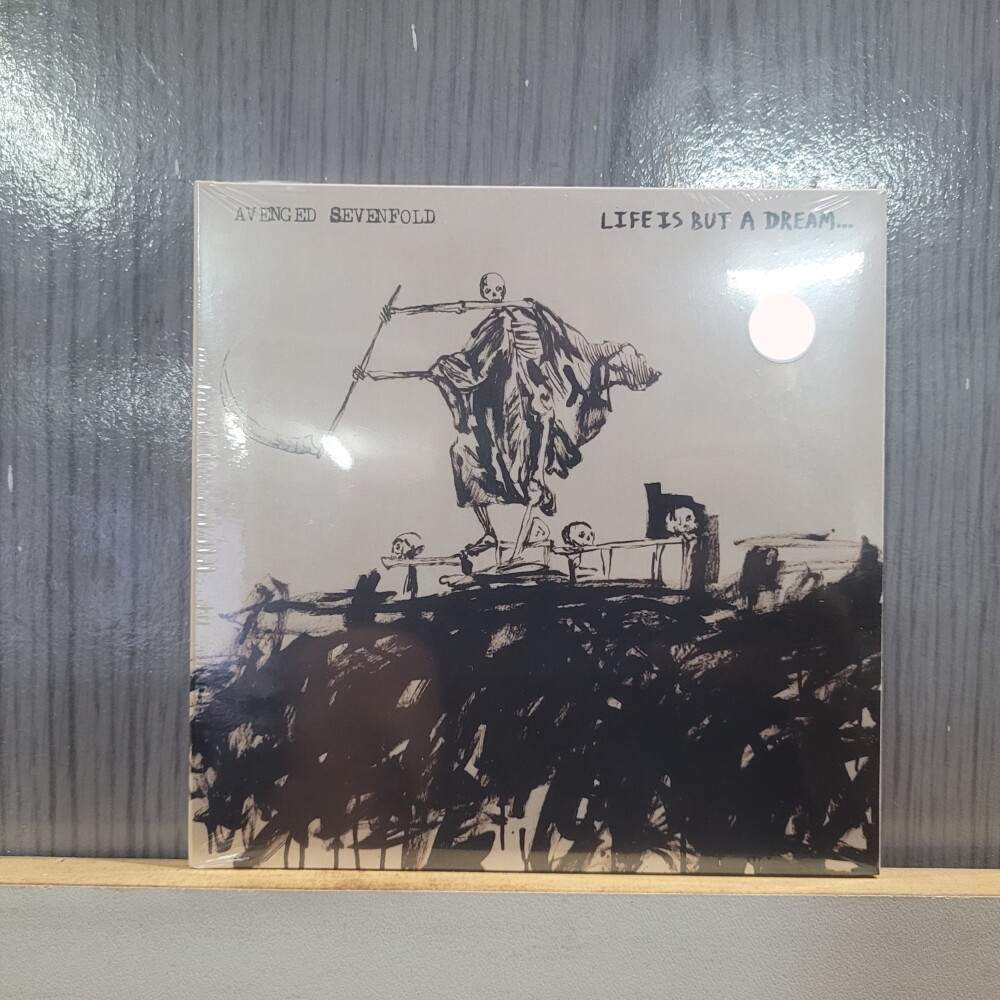 AVENGED SEVENFOLD
LIFE IS BUT A DREAM...